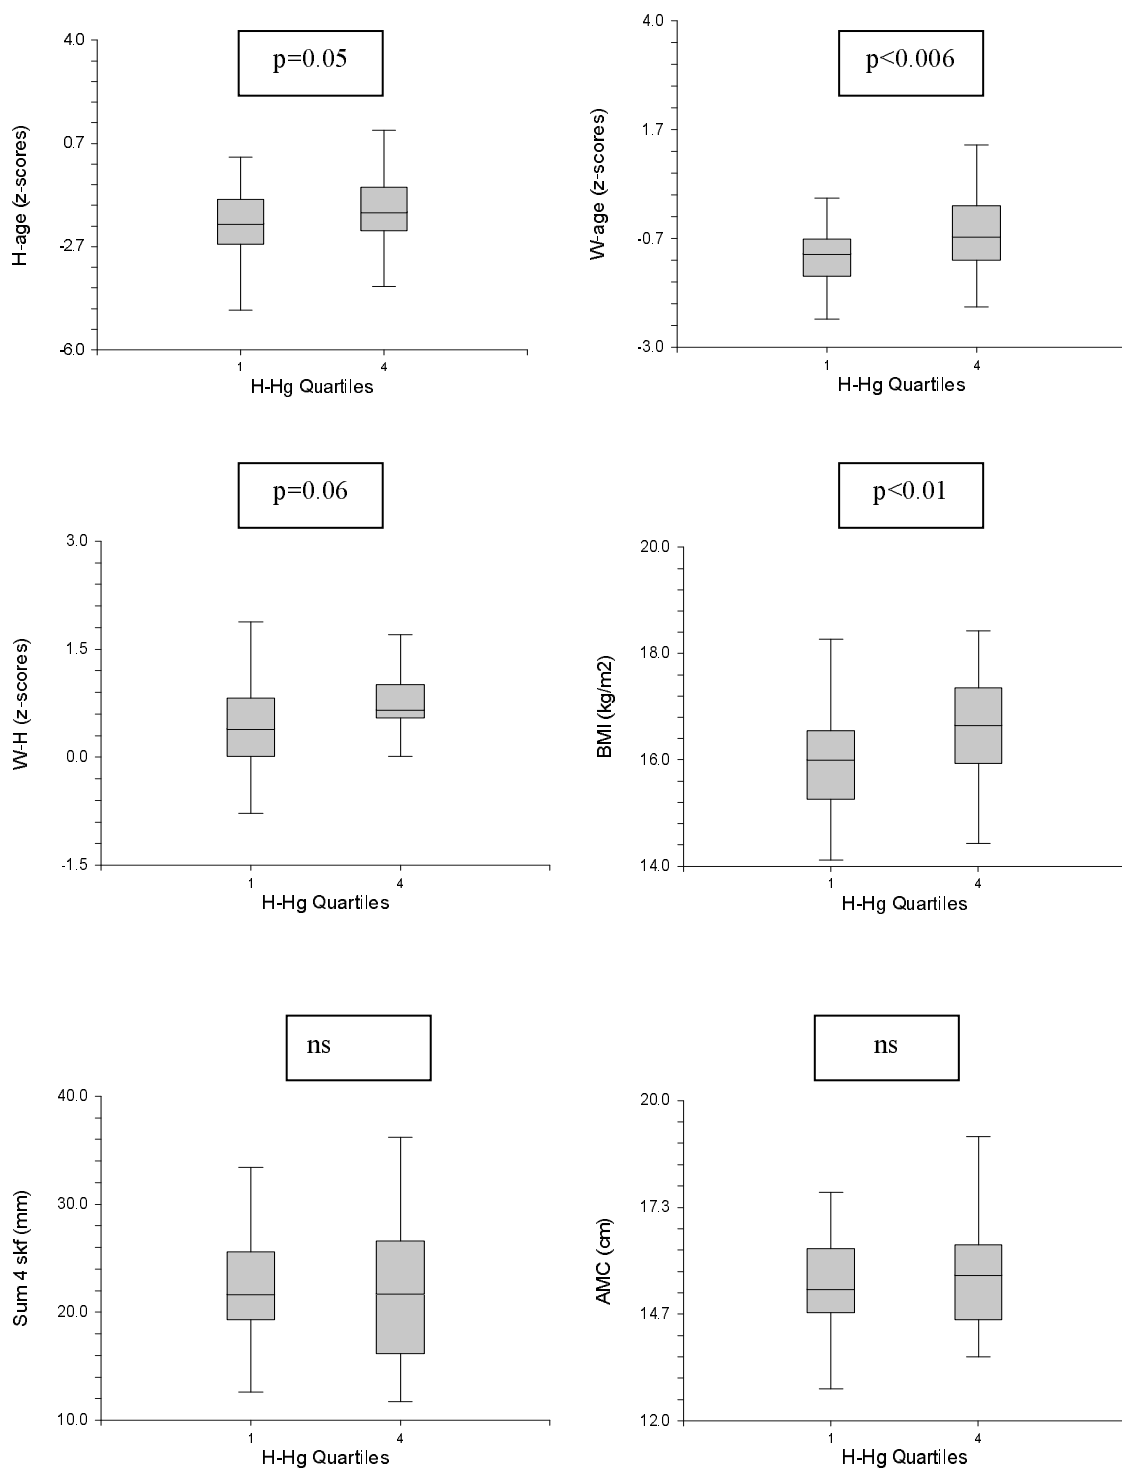 p=0.05
4.0
0.7
-2.7
-6.0
H-age (z-scores)
1
4
H-Hg Quartiles
p<0.006
4.0
1.7
-0.7
-3.0
W-age (z-scores)
1
4
H-Hg Quartiles
p=0.06
3.0
1.5
0.0
-1.5
W-H (z-scores)
1
4
H-Hg Quartiles
p<0.01
20.0
18.0
16.0
14.0
BMI (kg/m2)
1
4
H-Hg Quartiles
ns
40.0
30.0
20.0
10.0
Sum 4 skf (mm)
1
4
H-Hg Quartiles
ns
20.0
17.3
14.7
12.0
AMC (cm)
1
4
H-Hg Quartiles